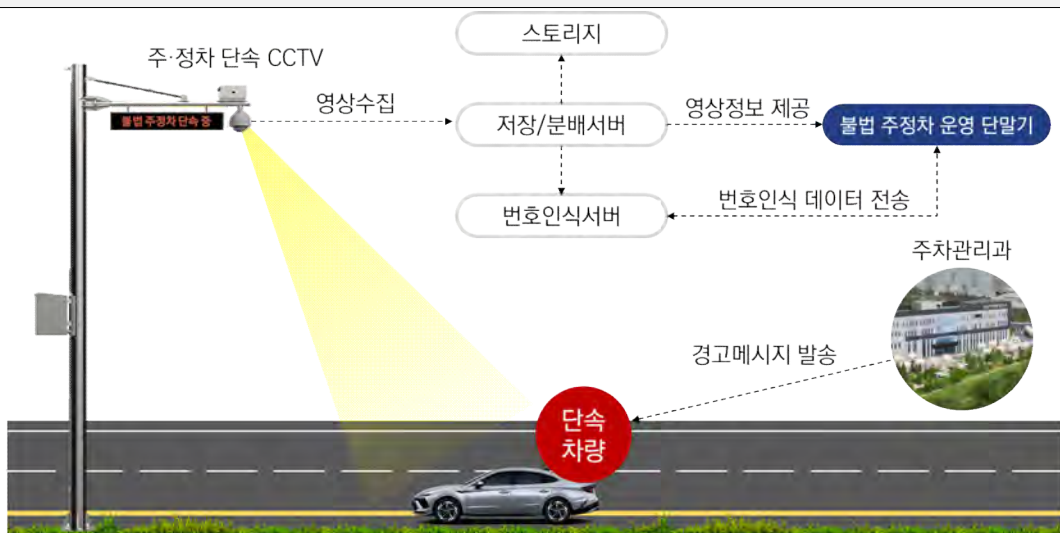 스토리지
주·정차 단속 CCTV
영상수집
저장/분배서버
영상정보 제공
불법 주정차 운영 단말기
불법 주정차 단속 중
번호인식서버
번호인식 데이터 전송
주차관리과
경고메시지 발송
단속
차량